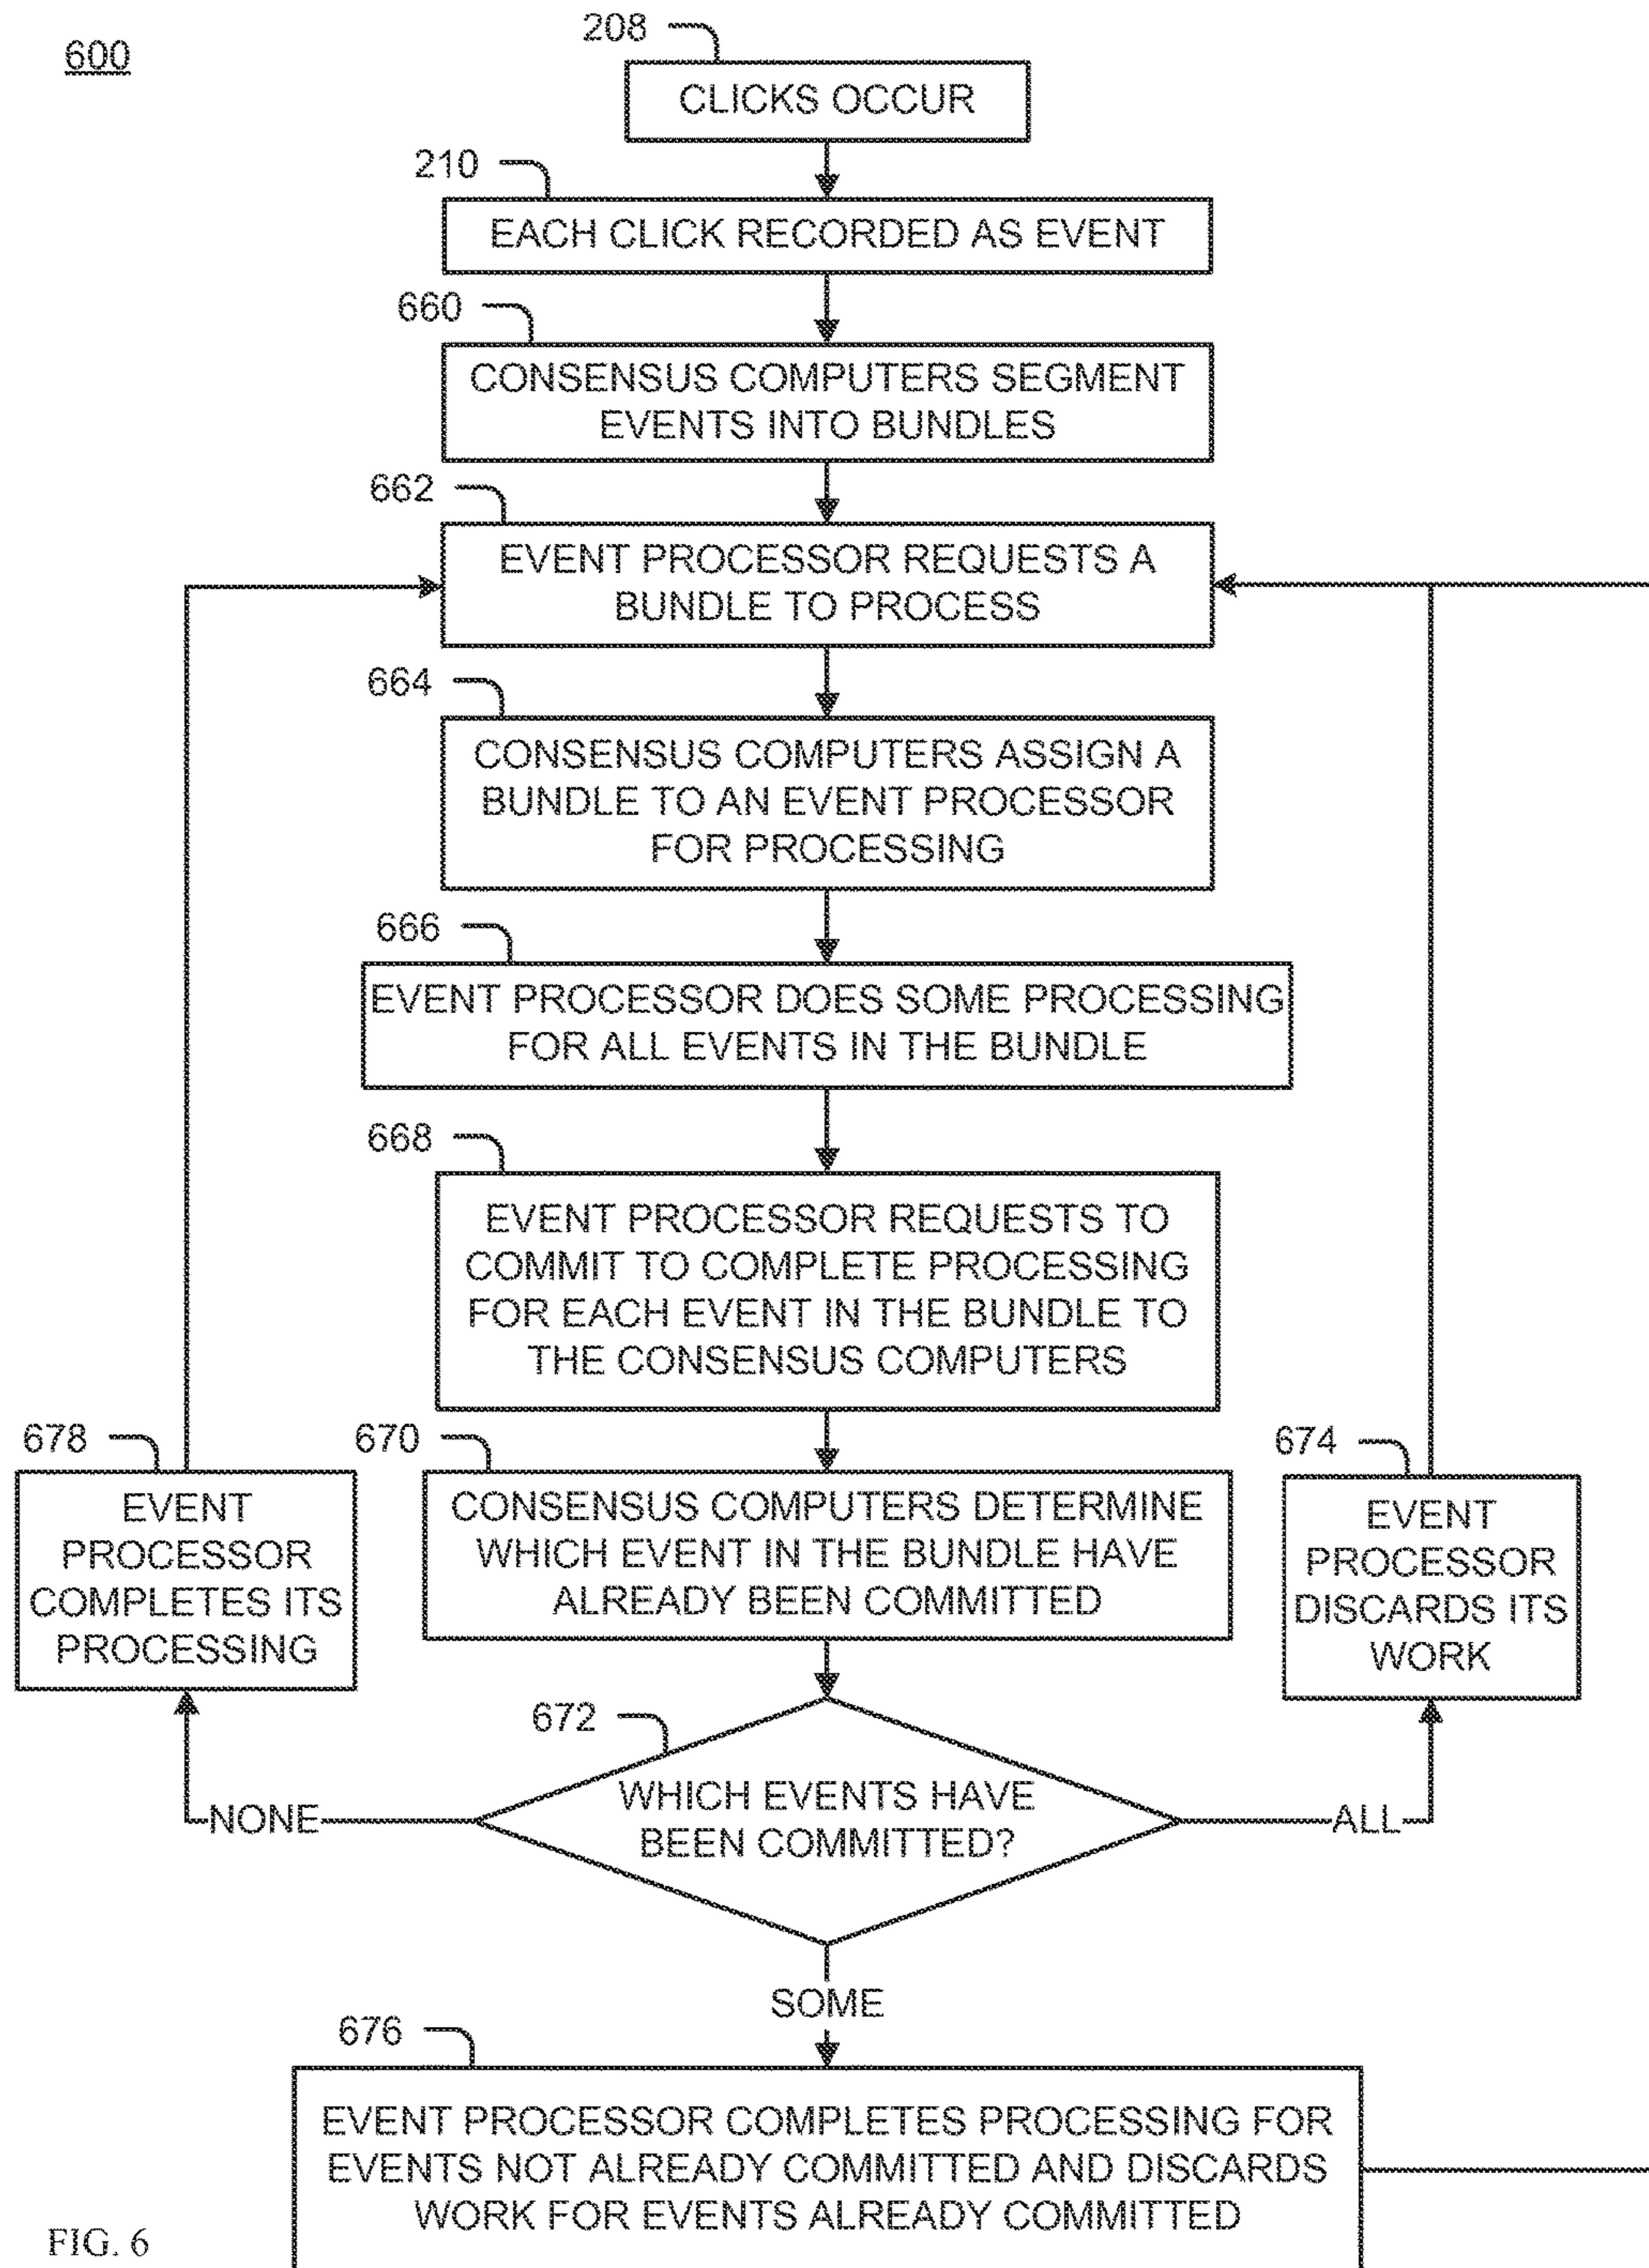 600
208
CLICKS OCCUR
210
EACH CLICK RECORDED AS EVENT
660
CONSENSUS COMPUTERS SEGMENT
EVENTS INTO BUNDLES
662
EVENT PROCESSOR REQUESTS A
BUNDLE TO PROCESS
664
CONSENSUS COMPUTERS ASSIGN A
BUNDLE TO AN EVENT PROCESSOR
FOR PROCESSING
666
EVENT PROCESSOR DOES SOME PROCESSING
FOR ALL EVENTS IN THE BUNDLE
668
EVENT PROCESSOR REQUESTS TO
COMMIT TO COMPLETE PROCESSING
FOR EACH EVENT IN THE BUNDLE TO
THE CONSENSUS COMPUTERS
678
EVENT
PROCESSOR
COMPLETES ITS
PROCESSING
670
CONSENSUS COMPUTERS DETERMINE
WHICH EVENT IN THE BUNDLE HAVE
ALREADY BEEN COMMITTED
674
EVENT
PROCESSOR
DISCARDS ITS
WORK
672
WHICH EVENTS HAVE
BEEN COMMITTED?
NONE
ALL
SOME
676
EVENT PROCESSOR COMPLETES PROCESSING FOR
EVENTS NOT ALREADY COMMITTED AND DISCARDS
WORK FOR EVENTS ALREADY COMMITTED
FIG. 6